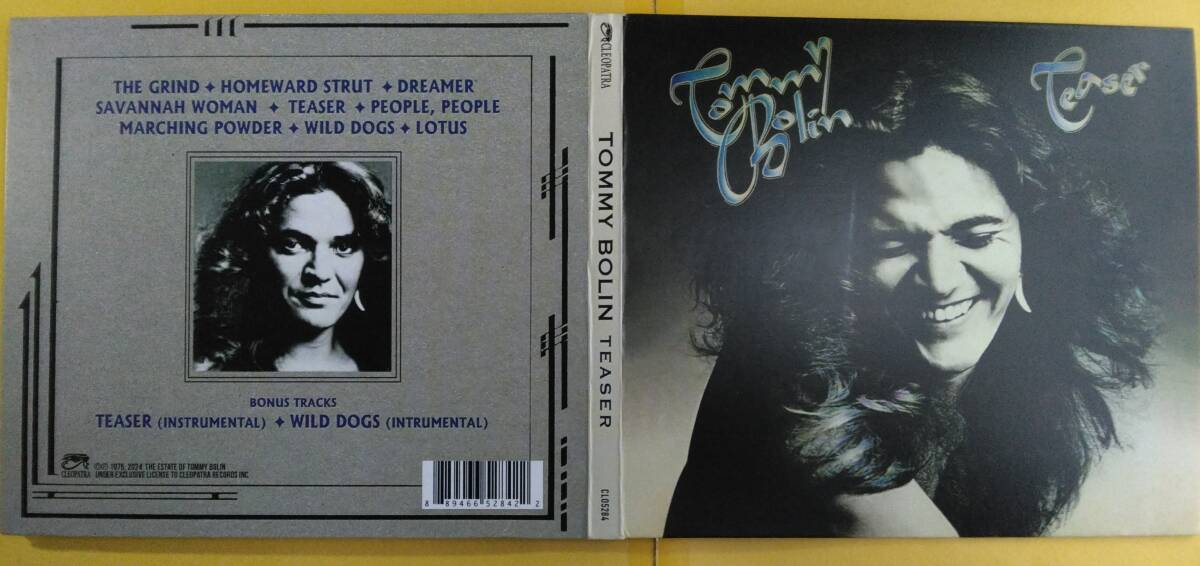 THE GRIND ✦ HOMEWARD STRUT ✦ DREAMER
SAVANNAH WOMAN ✦ TEASER ✦ PEOPLE, PEOPLE
MARCHING POWDER ✦ WILD DOGS ✦ LOTUS
BONUS TRACKS
TEASER (INSTRUMENTAL) ✦ WILD DOGS (INTRUMENTAL)
CLEOPATRA
©℗ 1975, 2024 THE ESTATE OF TOMMY BOLIN
UNDER EXCLUSIVE LICENSE TO CLEOPATRA RECORDS INC.
8 89466 52842 2
CLEOPATRA
TOMMY BOLIN TEASER
CLO5284
Tommy
Bolin
Teaser